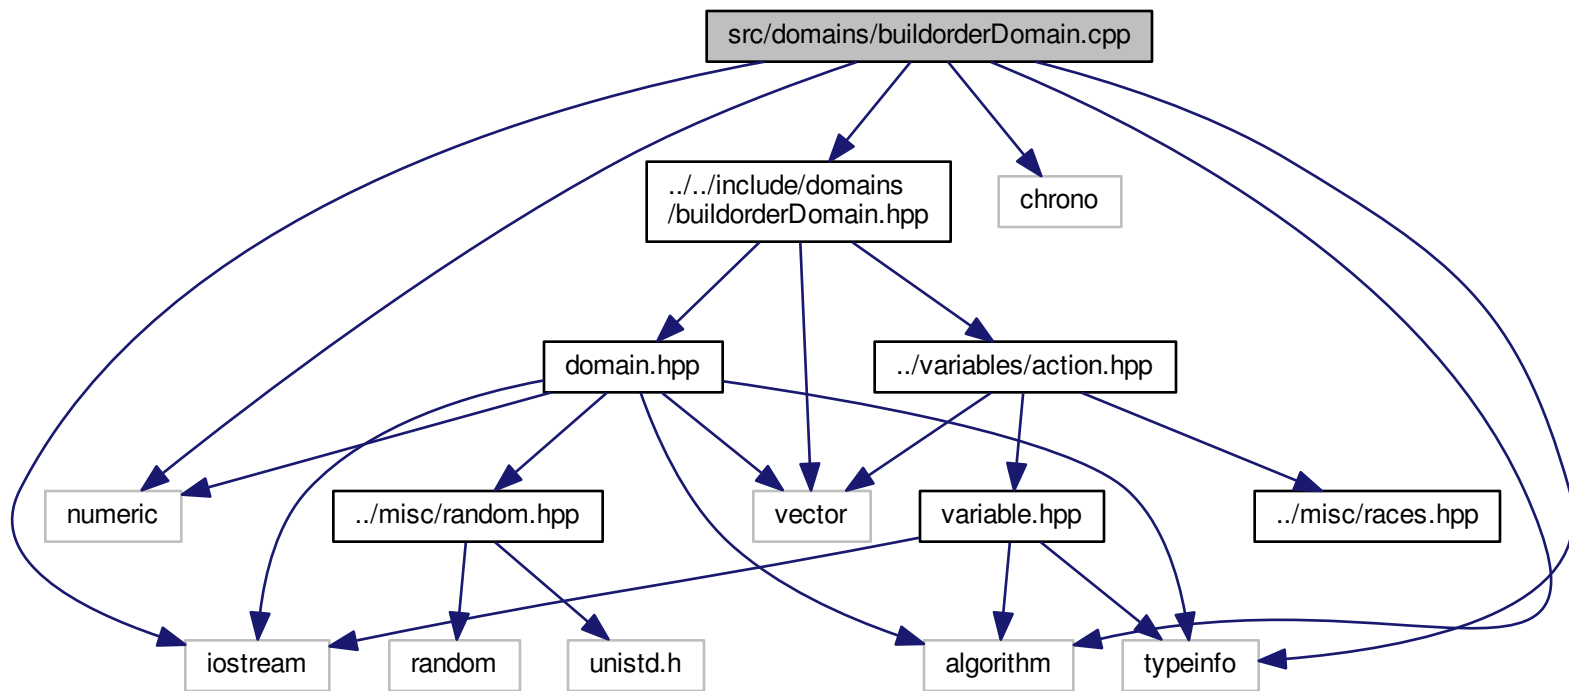 src/domains/buildorderDomain.cpp
../../include/domains
/buildorderDomain.hpp
chrono
domain.hpp
../variables/action.hpp
numeric
../misc/random.hpp
vector
variable.hpp
../misc/races.hpp
iostream
random
unistd.h
algorithm
typeinfo